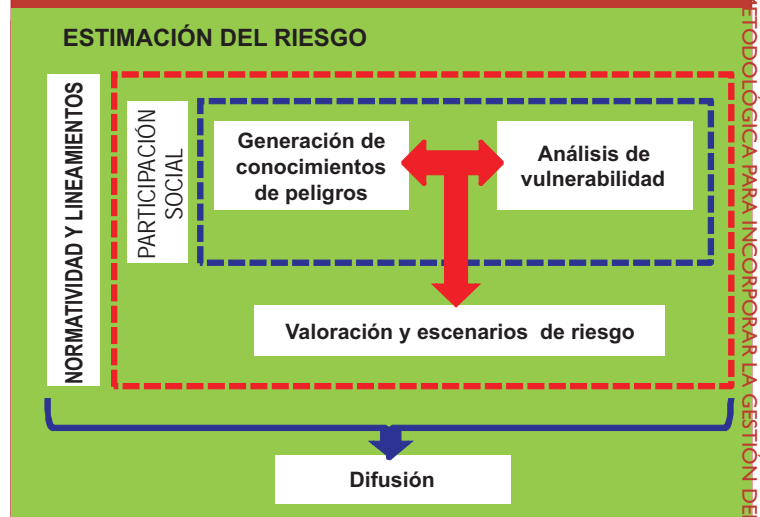 ESTIMACIÓN DEL RIESGO
NORMATIVIDAD Y LINEAMIENTOS
PARTICIPACIÓN
SOCIAL
Generación de
conocimientos
de peligros
Análisis de
vulnerabilidad
Valoración y escenarios de riesgo
Difusión
ETODOLÓGICA PARA INCORPORAR LA GESTIÓN DEL